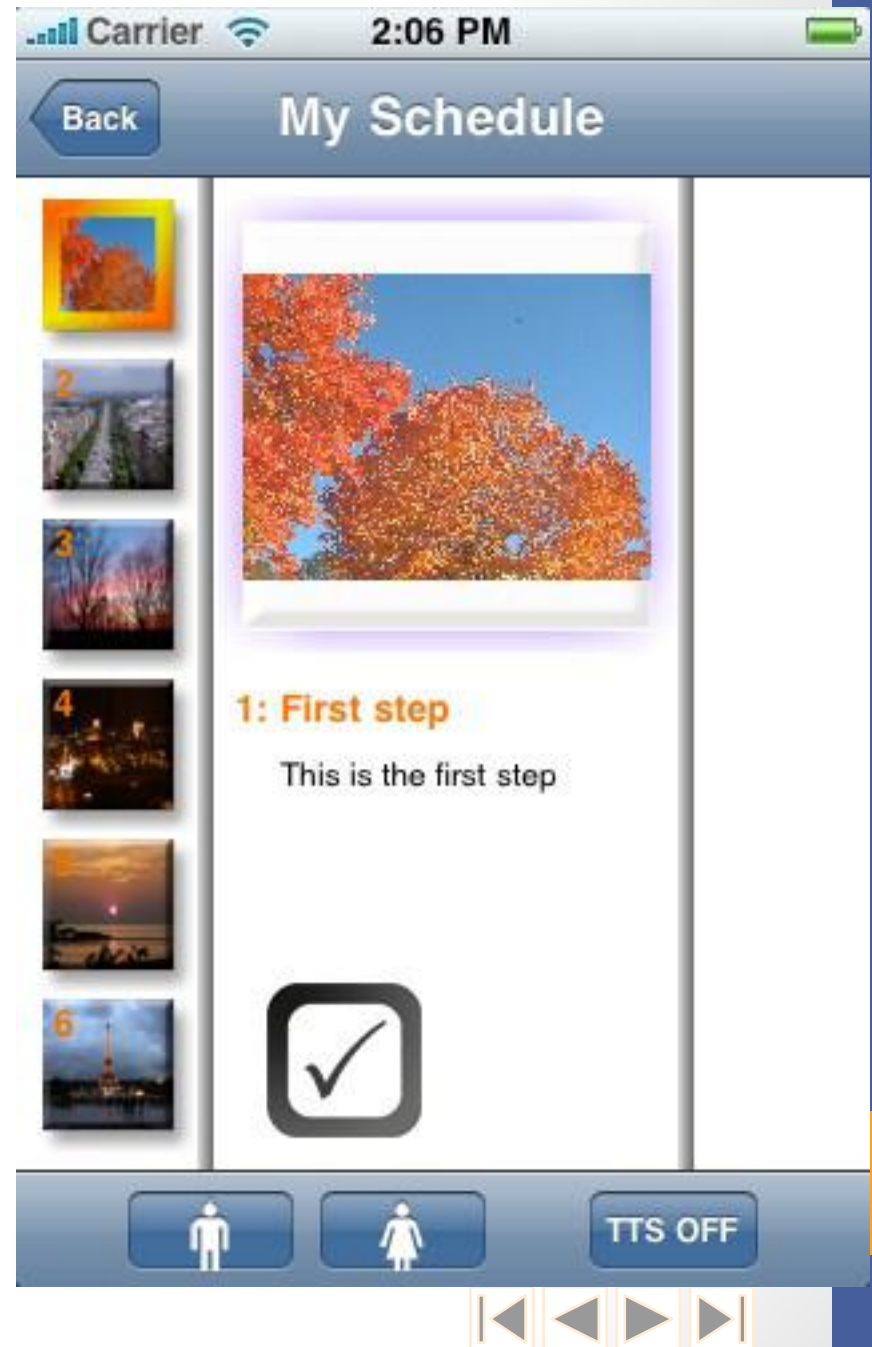 Carrier 2:06 PM
Back My Schedule
2
3
4
5
6
1: First step
This is the first step
TTS OFF